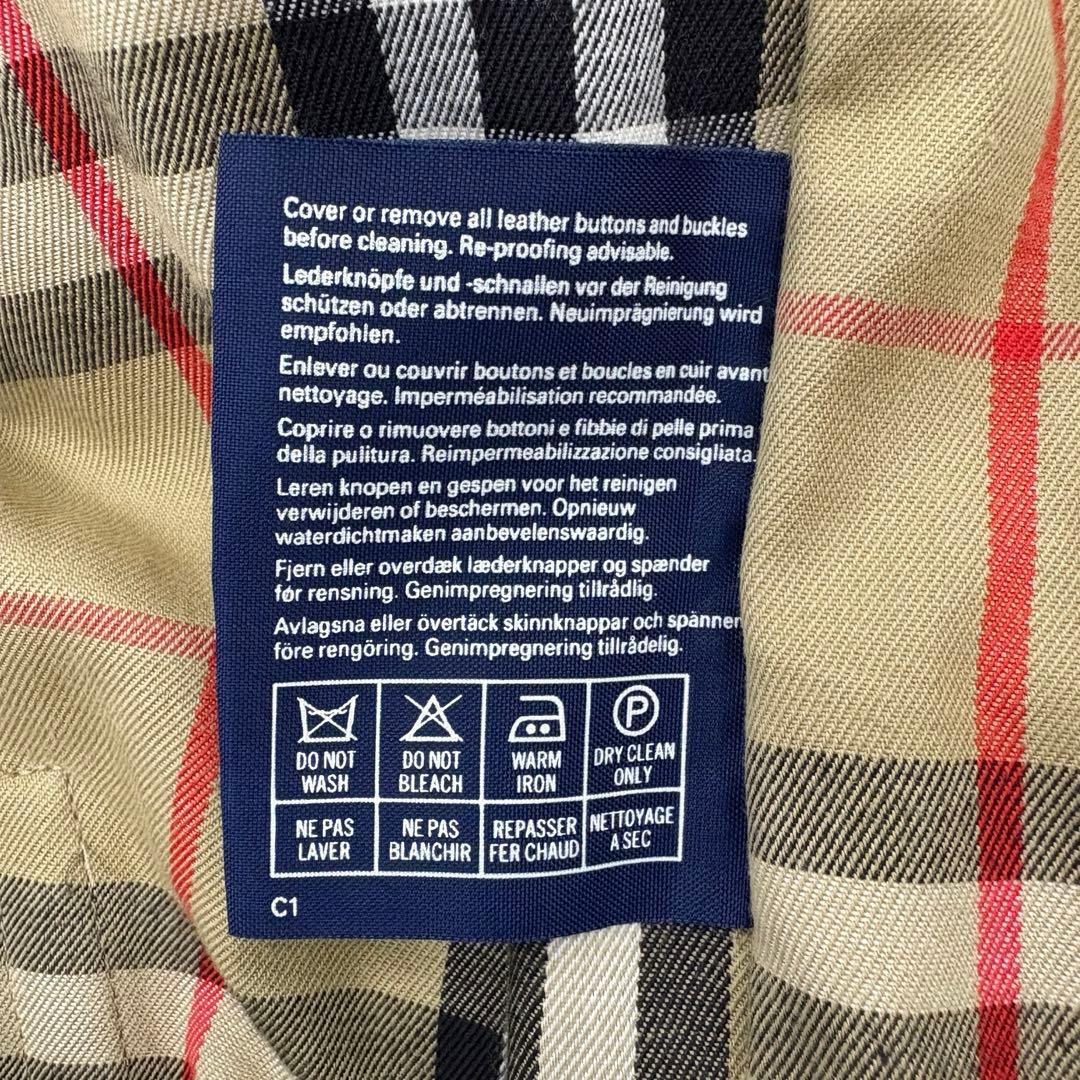 Cover or remove all leather buttons and buckles
before cleaning. Re-proofing advisable.
Lederknöpfe und -schnallen vor der Reinigung
schützen oder abtrennen. Neuimprägnierung wird
empfohlen.
Enlever ou couvrir boutons et boucles en cuir avant
nettoyage. Imperméabilisation recommandée.
Coprire o rimuovere bottoni e fibbie di pelle prima
della pulitura. Reimpermeabilizzazione consigliata.
Leren knopen en gespen voor het reinigen
verwijderen of beschermen. Opnieuw
waterdichtmaken aanbevelenswaardig.
Fjern eller overdæk læderknapper og spænder
før rensning. Genimpregnering tillrådlig.
Avlagsna eller övertäck skinnknappar och spännen
före rengöring. Genimpregnering tillrådelig.
P
DO NOT WASH
DO NOT BLEACH
WARM IRON
DRY CLEAN ONLY
NE PAS LAVER
NE PAS BLANCHIR
REPASSER FER CHAUD
NETTOYAGE A SEC
C1